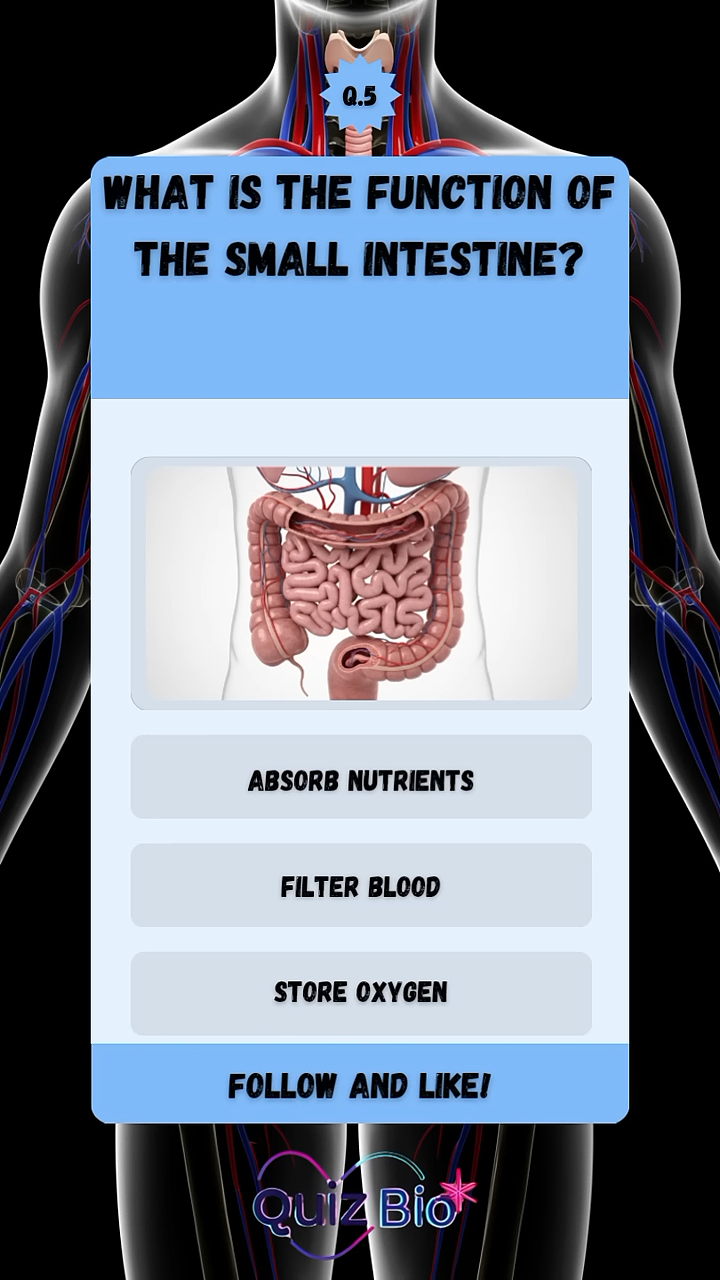 Q.5
WHAT IS THE FUNCTION OF
THE SMALL INTESTINE?
ABSORB NUTRIENTS
FILTER BLOOD
STORE OXYGEN
FOLLOW AND LIKE!
Quiz Bio